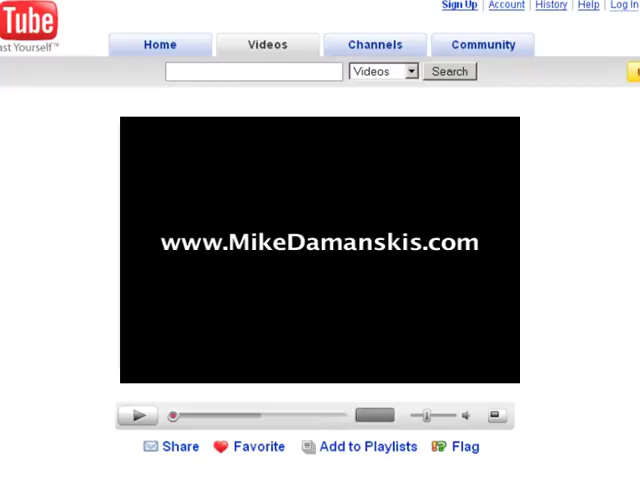 Sign Up | Account | History | Help | Log In
Tube
ast Yourself™
Home Videos Channels Community
Videos Search
www.MikeDamanskis.com
Share Favorite Add to Playlists Flag